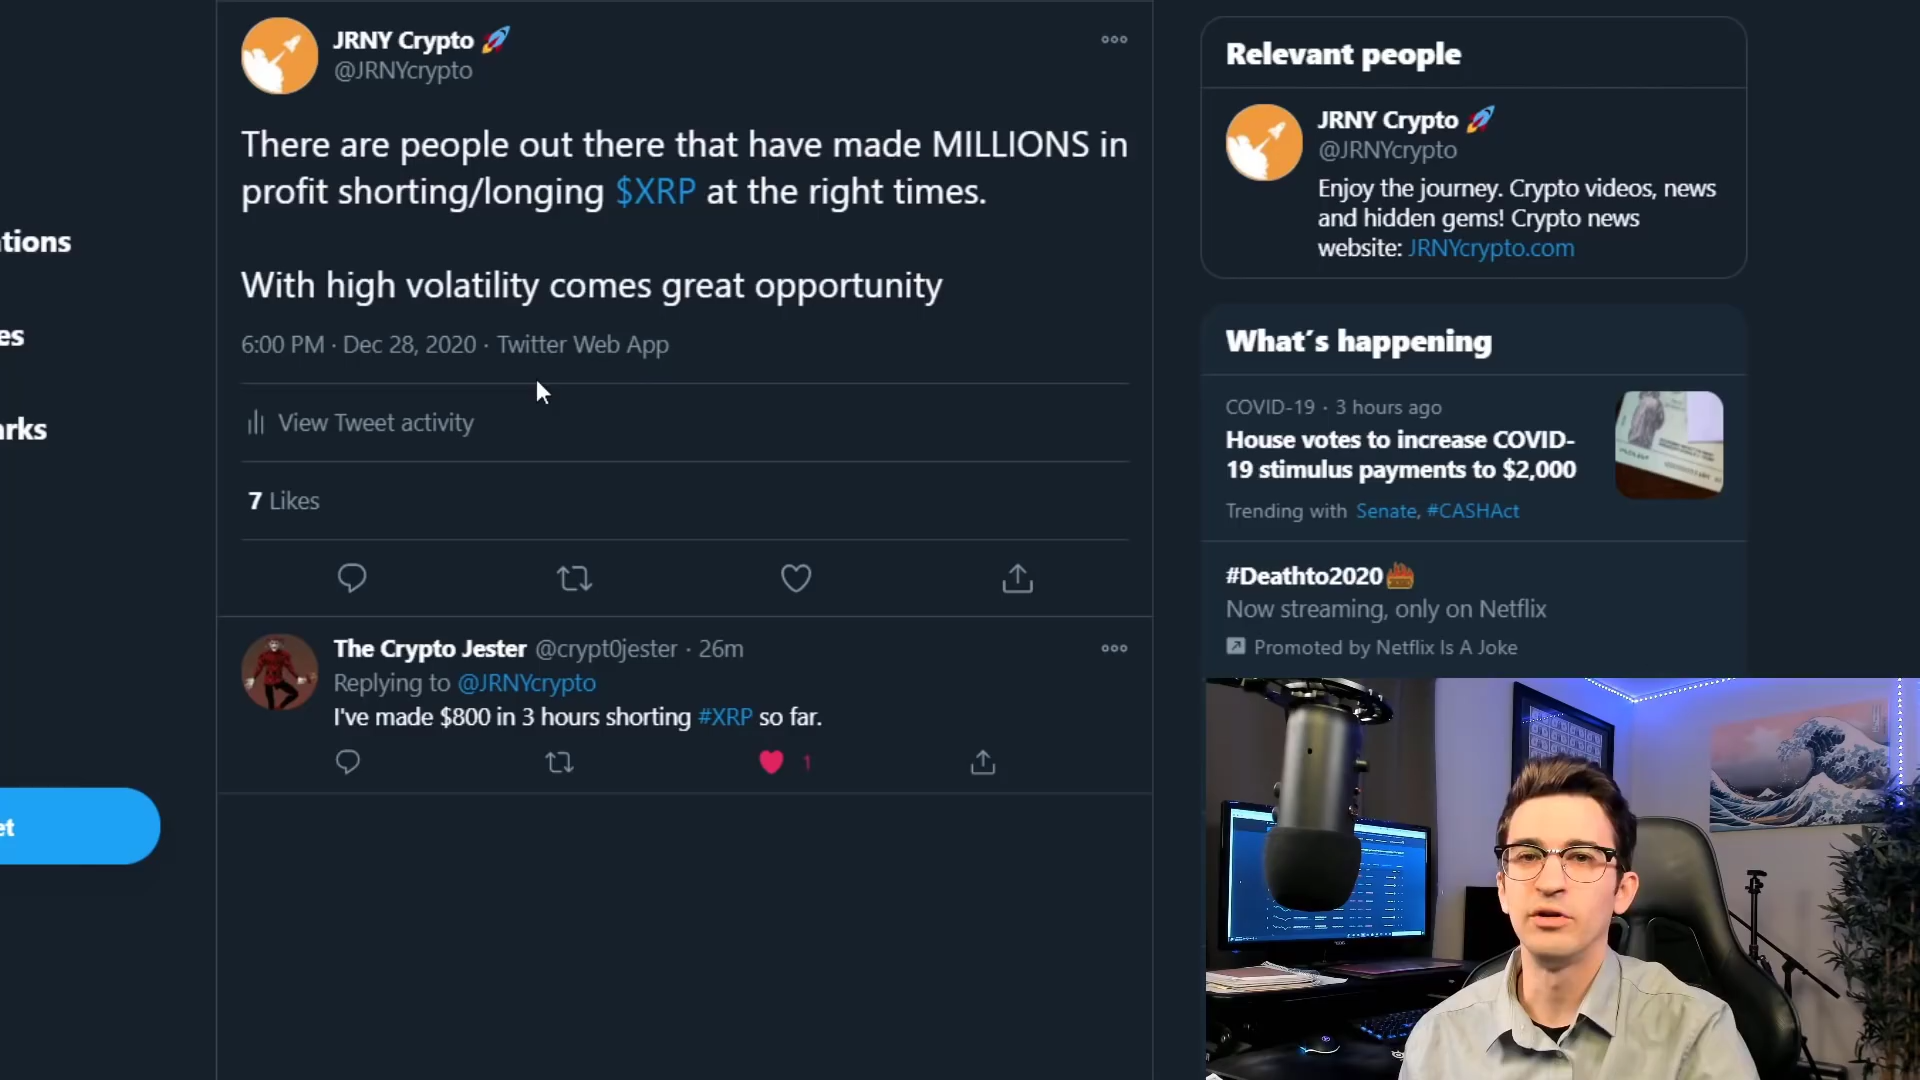 JRNY Crypto 🚀
@JRNYcrypto
There are people out there that have made MILLIONS in
profit shorting/longing $XRP at the right times.
With high volatility comes great opportunity
6:00 PM · Dec 28, 2020 · Twitter Web App
View Tweet activity
7 Likes
The Crypto Jester @crypt0jester · 26m
Replying to @JRNYcrypto
I've made $800 in 3 hours shorting #XRP so far.
1
tions
es
arks
et
Relevant people
JRNY Crypto 🚀
@JRNYcrypto
Enjoy the journey. Crypto videos, news
and hidden gems! Crypto news
website: JRNYcrypto.com
What's happening
COVID-19 · 3 hours ago
House votes to increase COVID-
19 stimulus payments to $2,000
Trending with Senate, #CASHAct
#Deathto2020
Now streaming, only on Netflix
Promoted by Netflix Is A Joke